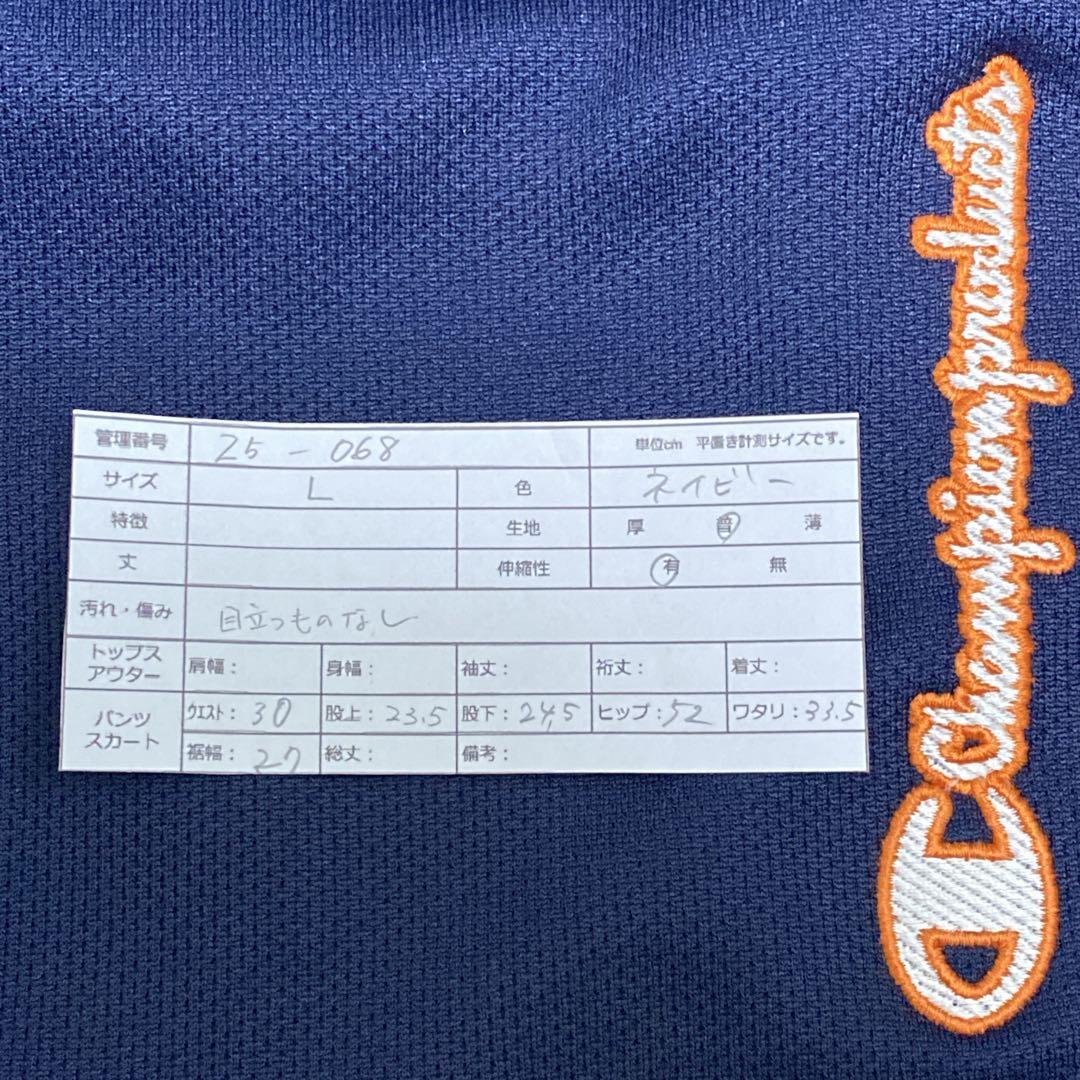 管理番号 25-068 単位cm 平置き計測サイズです。
サイズ L 色 ネイビー
特徴 生地 厚 普 薄
丈 伸縮性 有 無
汚れ・傷み 目立つものなし
トップス アウター 肩幅： 身幅： 袖丈： 裄丈： 着丈：
パンツ スカート ウエスト：30 股上：23.5 股下：24.5 ヒップ：52 ワタリ：33.5
裾幅：27 総丈： 備考：
Champion products